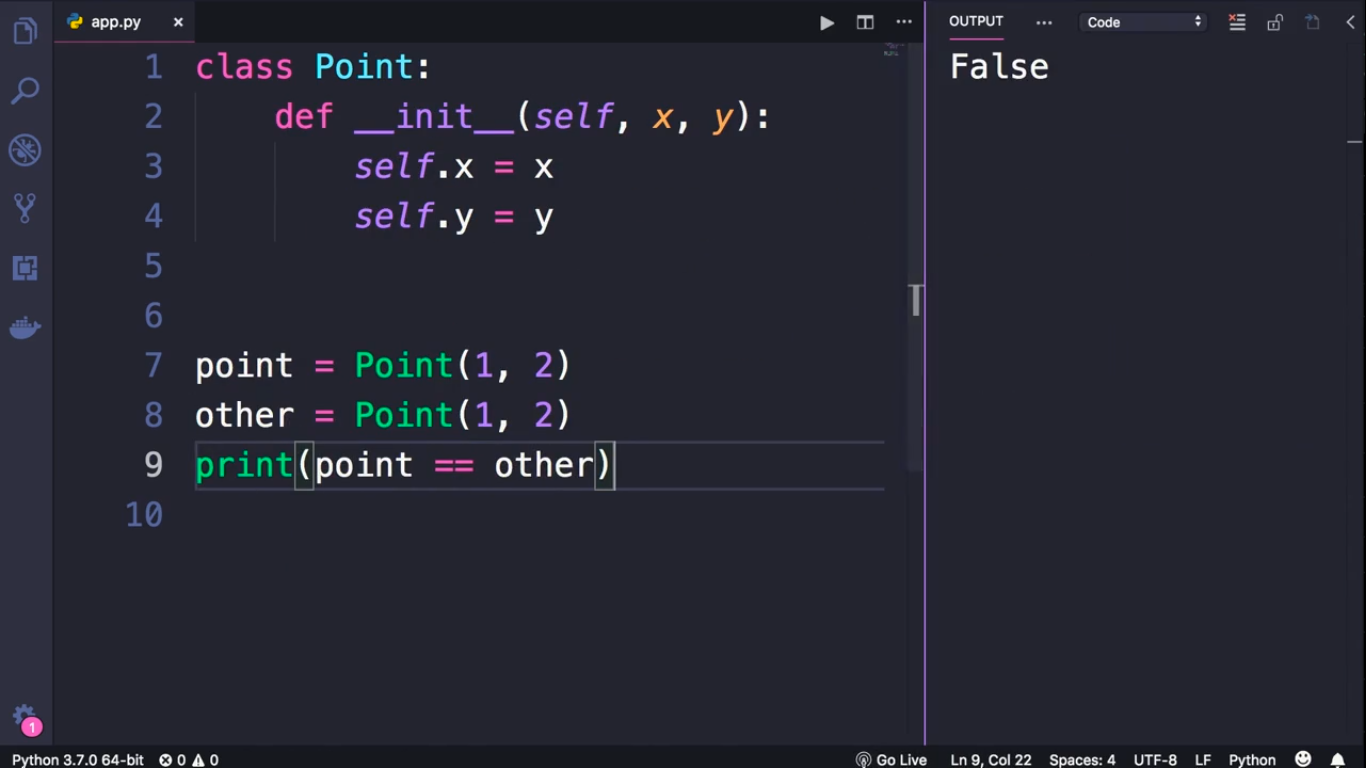 app.py
OUTPUT
Code
1 class Point:
2     def __init__(self, x, y):
3         self.x = x
4         self.y = y
5
6
7 point = Point(1, 2)
8 other = Point(1, 2)
9 print(point == other)
10
False
1
Python 3.7.0 64-bit 0 0 Go Live Ln 9, Col 22 Spaces: 4 UTF-8 LF Python